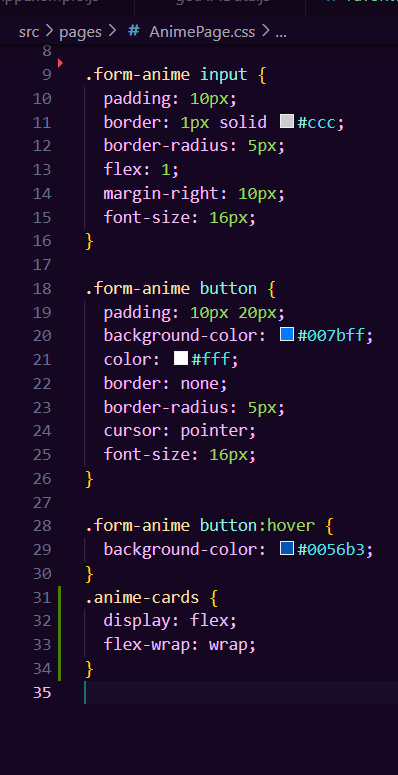 src > pages > # AnimePage.css > ...
8
9 .form-anime input {
10   padding: 10px;
11   border: 1px solid #ccc;
12   border-radius: 5px;
13   flex: 1;
14   margin-right: 10px;
15   font-size: 16px;
16 }
17
18 .form-anime button {
19   padding: 10px 20px;
20   background-color: #007bff;
21   color: #fff;
22   border: none;
23   border-radius: 5px;
24   cursor: pointer;
25   font-size: 16px;
26 }
27
28 .form-anime button:hover {
29   background-color: #0056b3;
30 }
31 .anime-cards {
32   display: flex;
33   flex-wrap: wrap;
34 }
35